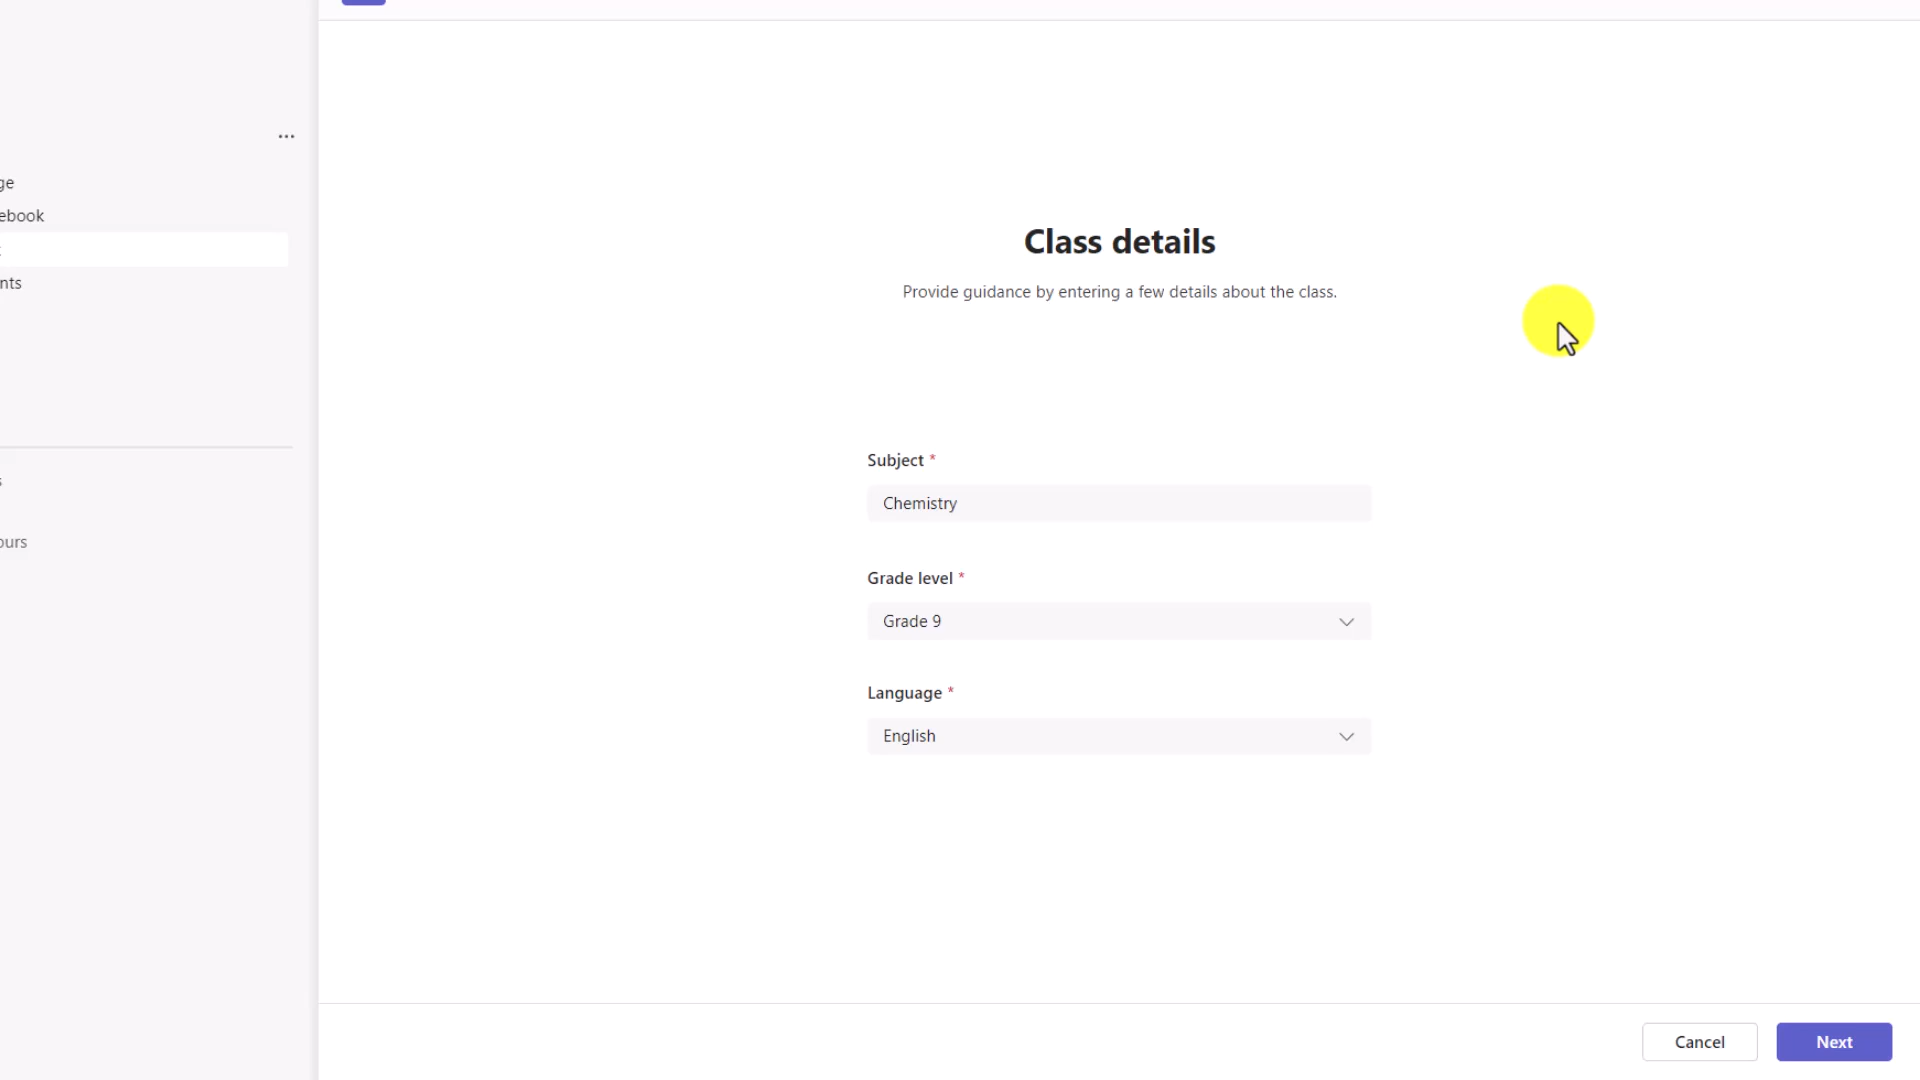 ...
ge
ebook
nts
s
ours
Class details
Provide guidance by entering a few details about the class.
Subject *
Chemistry
Grade level *
Grade 9
Language *
English
Cancel
Next